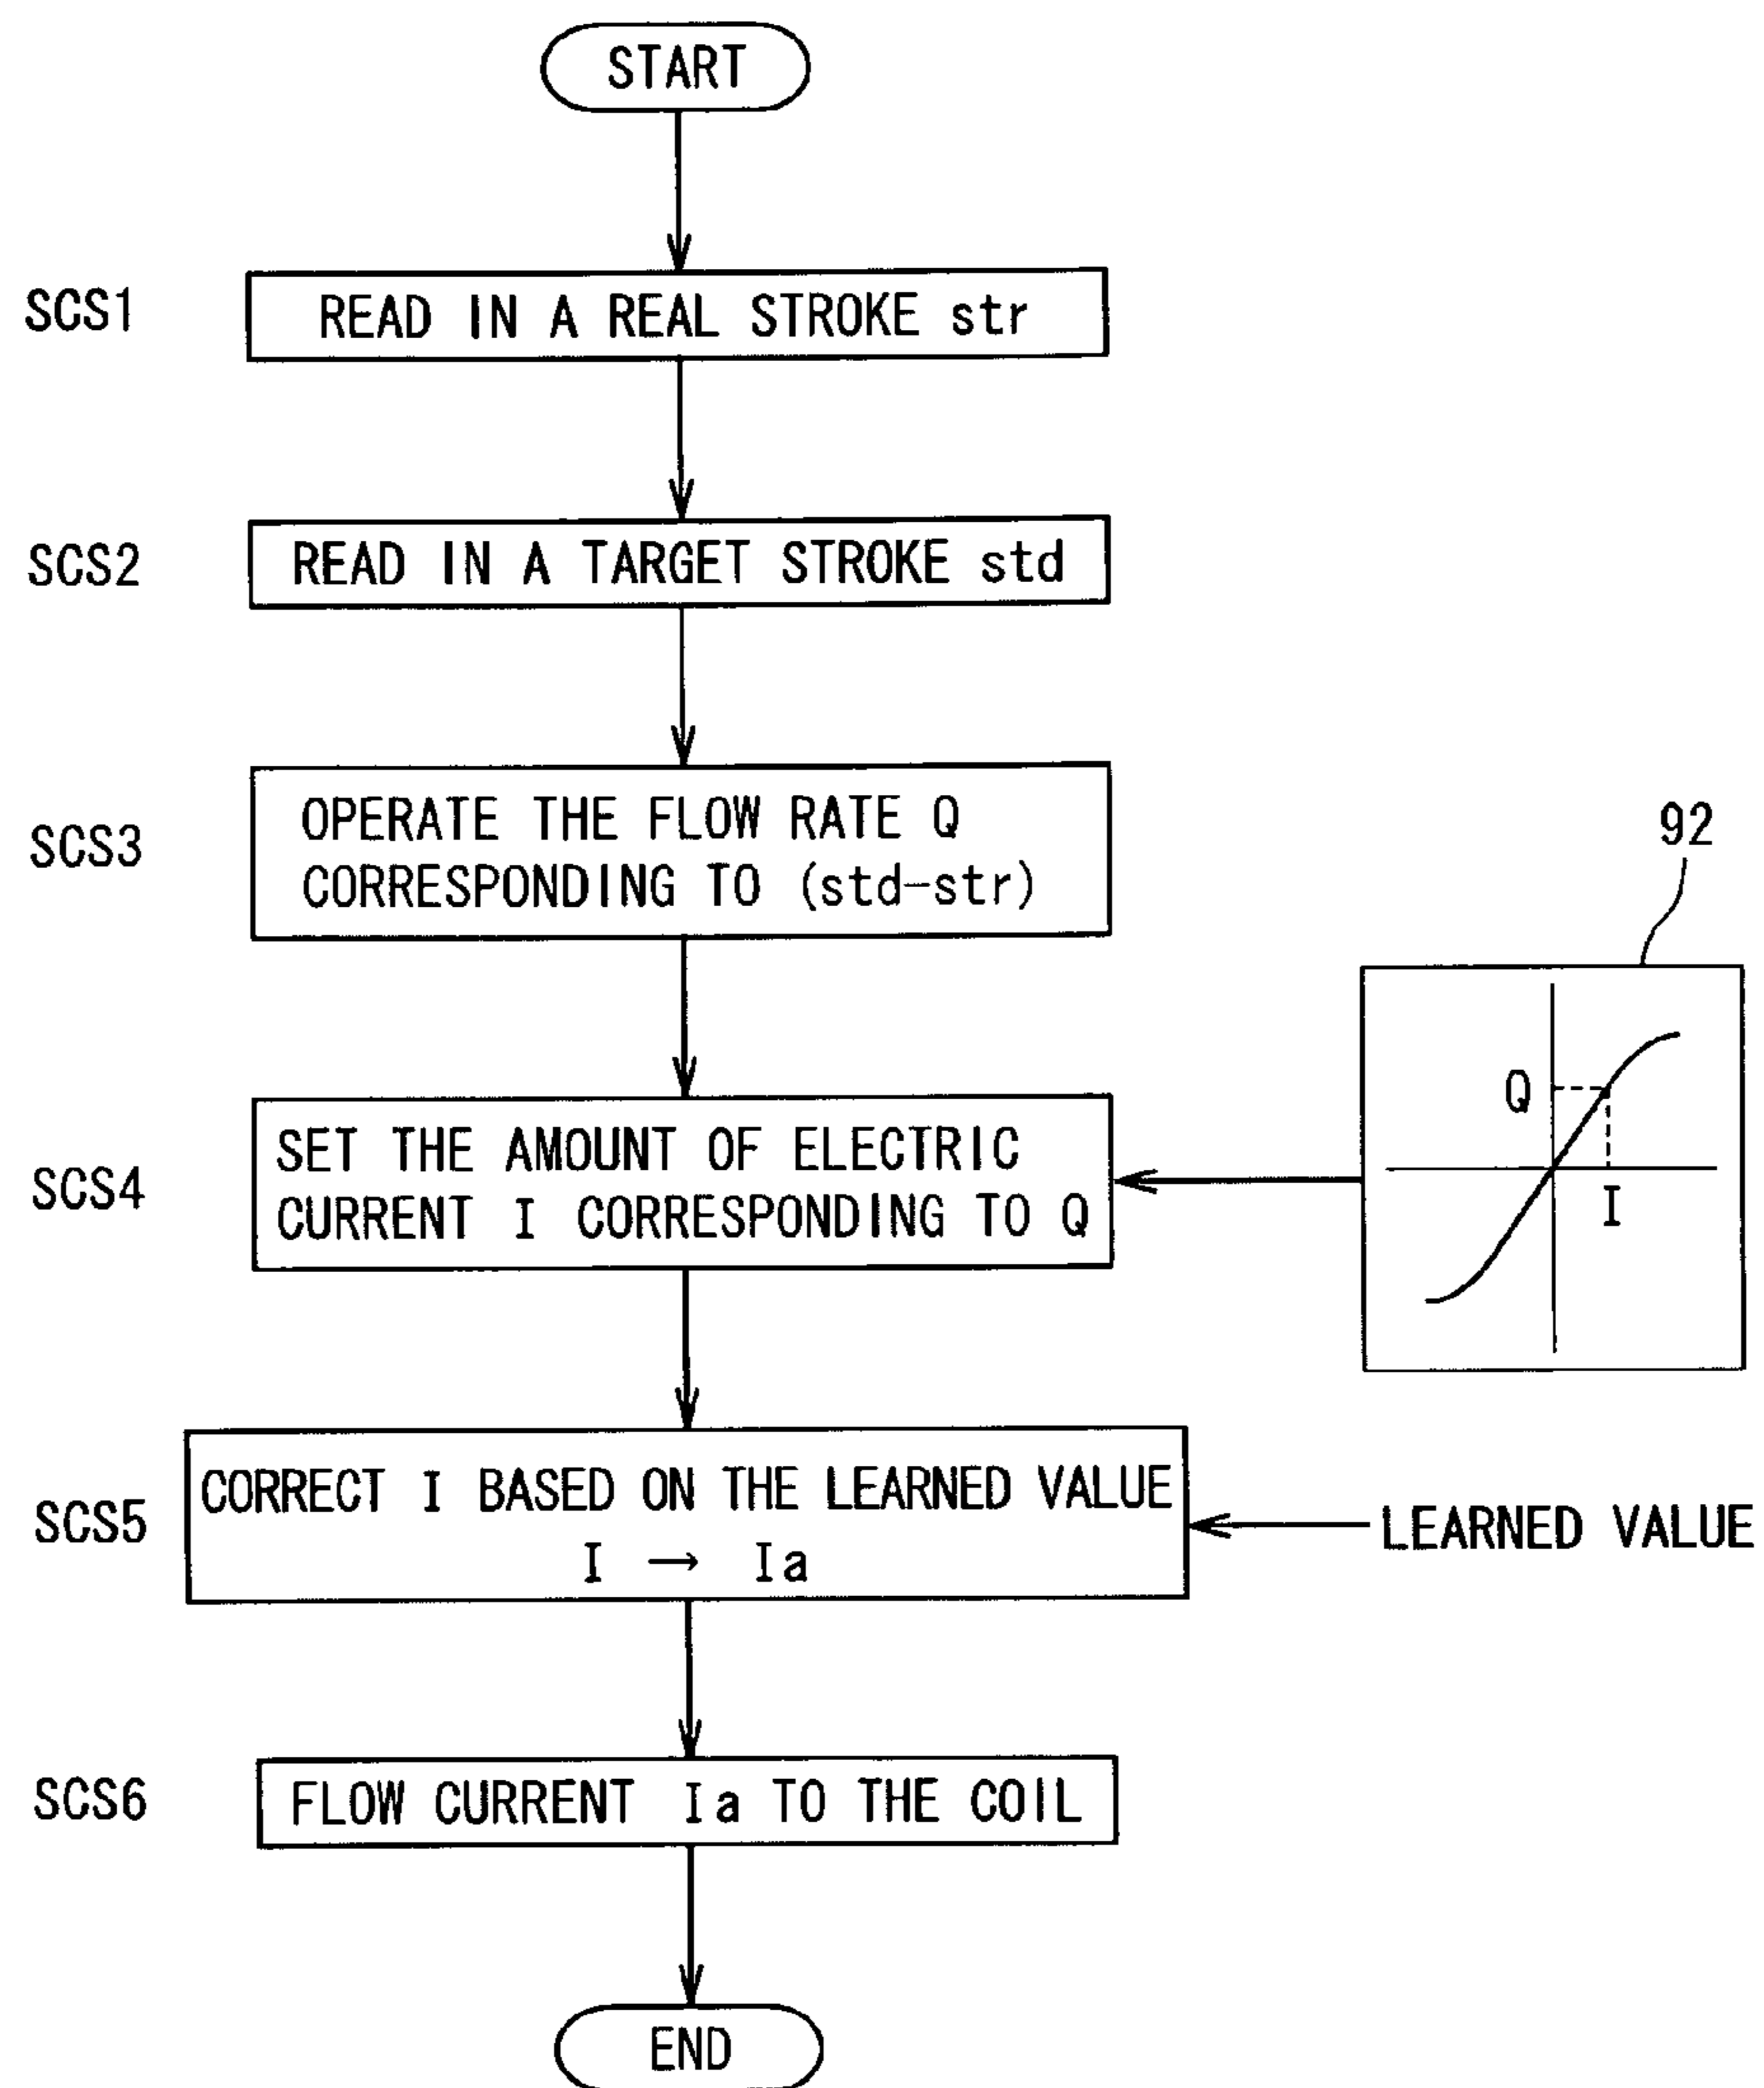 START
SCS1
READ IN A REAL STROKE str
SCS2
READ IN A TARGET STROKE std
SCS3
OPERATE THE FLOW RATE Q
CORRESPONDING TO (std-str)
92
SCS4
SET THE AMOUNT OF ELECTRIC
CURRENT I CORRESPONDING TO Q
Q
I
SCS5
CORRECT I BASED ON THE LEARNED VALUE
I → Ia
LEARNED VALUE
SCS6
FLOW CURRENT Ia TO THE COIL
END